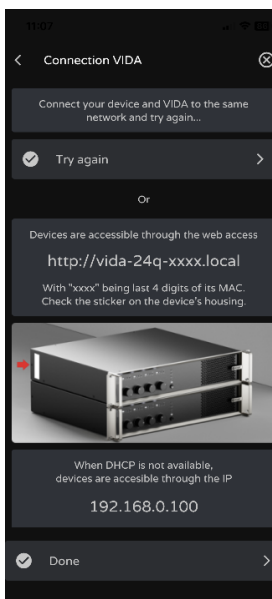 11:07
Connection VIDA
Connect your device and VIDA to the same
network and try again...
Try again
Or
Devices are accessible through the web access
http://vida-24q-xxxx.local
With "xxxx" being last 4 digits of its MAC.
Check the sticker on the device's housing.
When DHCP is not available,
devices are accesible through the IP
192.168.0.100
Done